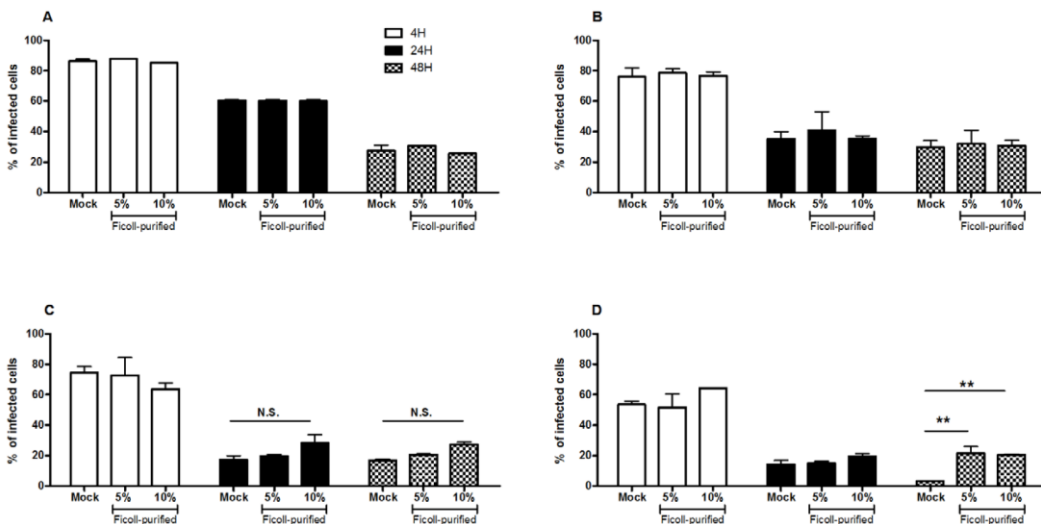 A
% of infected cells
100
80
60
40
20
0
4H
24H
48H
Mock 5% 10% Mock 5% 10% Mock 5% 10%
Ficoll-purified Ficoll-purified Ficoll-purified
B
% of infected cells
100
80
60
40
20
0
Mock 5% 10% Mock 5% 10% Mock 5% 10%
Ficoll-purified Ficoll-purified Ficoll-purified
C
% of infected cells
100
80
60
40
20
0
N.S. N.S.
Mock 5% 10% Mock 5% 10% Mock 5% 10%
Ficoll-purified Ficoll-purified Ficoll-purified
D
% of infected cells
100
80
60
40
20
0
**
**
Mock 5% 10% Mock 5% 10% Mock 5% 10%
Ficoll-purified Ficoll-purified Ficoll-purified